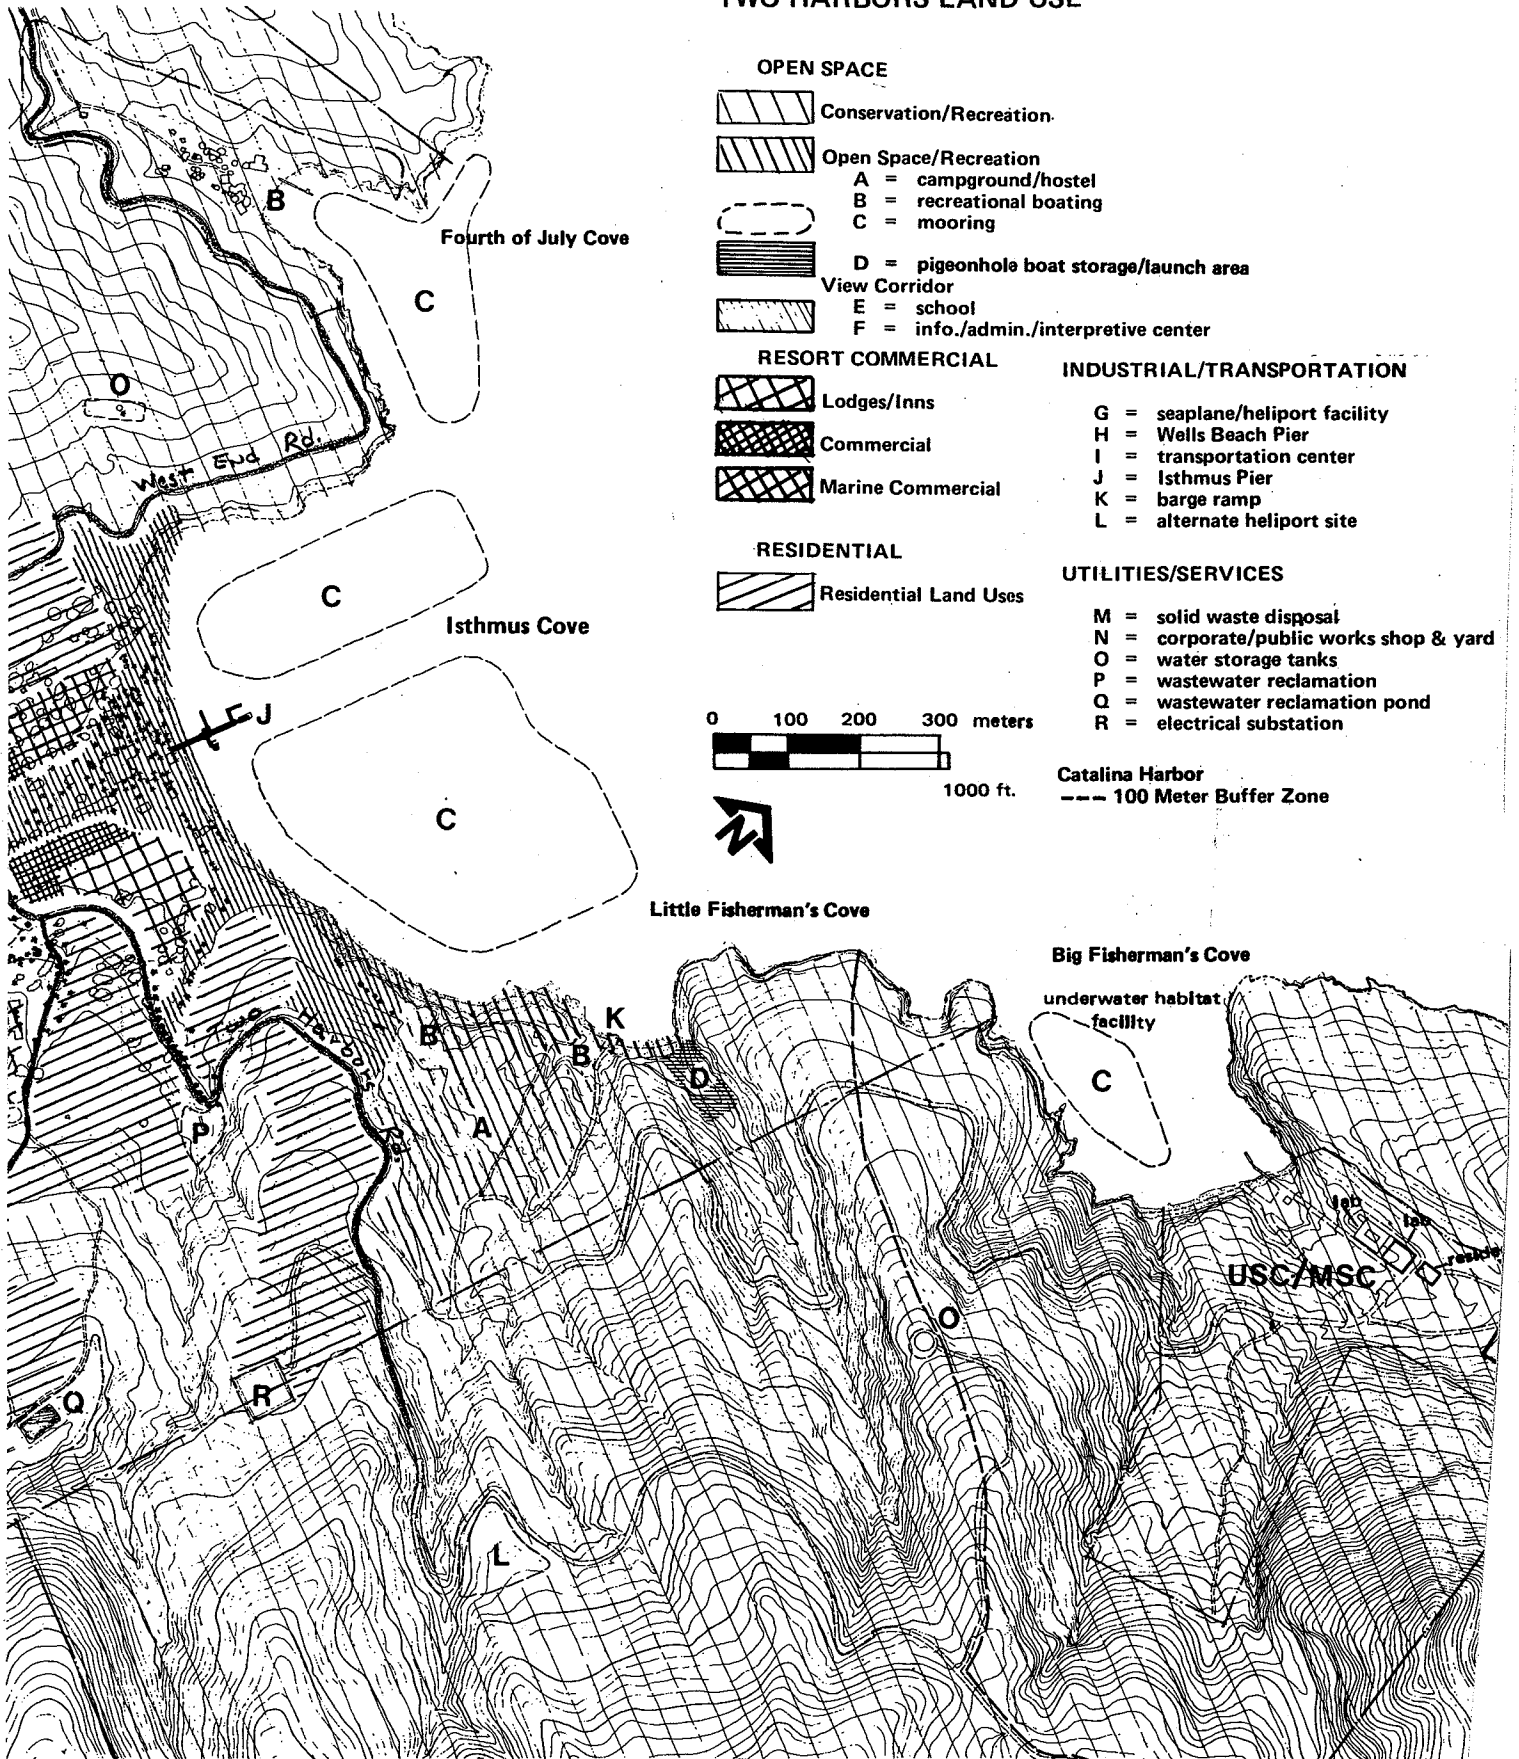 TWO HARBORS LAND USE
OPEN SPACE
Conservation/Recreation
Open Space/Recreation
A = campground/hostel
B = recreational boating
C = mooring
D = pigeonhole boat storage/launch area
View Corridor
E = school
F = info./admin./interpretive center
RESORT COMMERCIAL
Lodges/Inns
Commercial
Marine Commercial
RESIDENTIAL
Residential Land Uses
INDUSTRIAL/TRANSPORTATION
G = seaplane/heliport facility
H = Wells Beach Pier
I = transportation center
J = Isthmus Pier
K = barge ramp
L = alternate heliport site
UTILITIES/SERVICES
M = solid waste disposal
N = corporate/public works shop & yard
O = water storage tanks
P = wastewater reclamation
Q = wastewater reclamation pond
R = electrical substation
0 100 200 300 meters
1000 ft.
Catalina Harbor
--- 100 Meter Buffer Zone
N
B
Fourth of July Cove
C
O
West End Rd.
C
Isthmus Cove
J
C
Little Fisherman's Cove
Big Fisherman's Cove
underwater habitat
facility
C
K
B
B
D
Two Harbors Rd.
A
P
lab
lab
reside
USC/MSC
O
R
Q
L